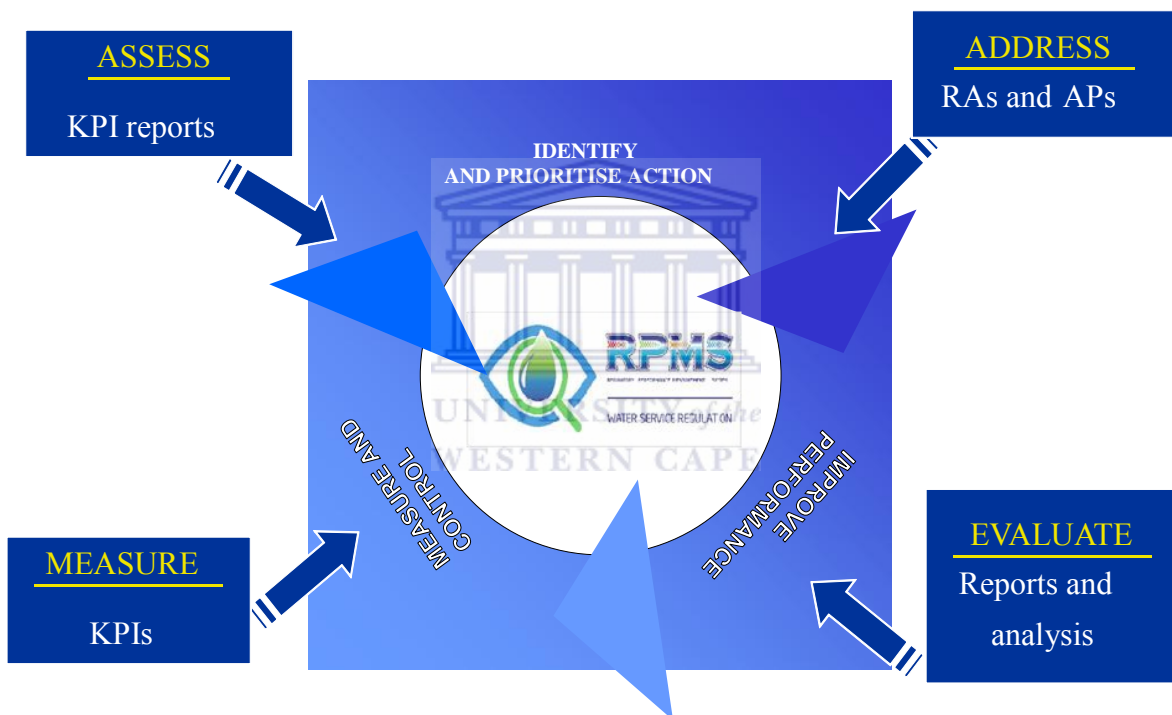 ASSESS
KPI reports
ADDRESS
RAs and APs
IDENTIFY
AND PRIORITISE ACTION
RPMS
WATER SERVICE REGULATION
UNIVERSITY of the
WESTERN CAPE
MEASURE AND
CONTROL
IMPROVE
PERFORMANCE
MEASURE
KPIs
EVALUATE
Reports and
analysis